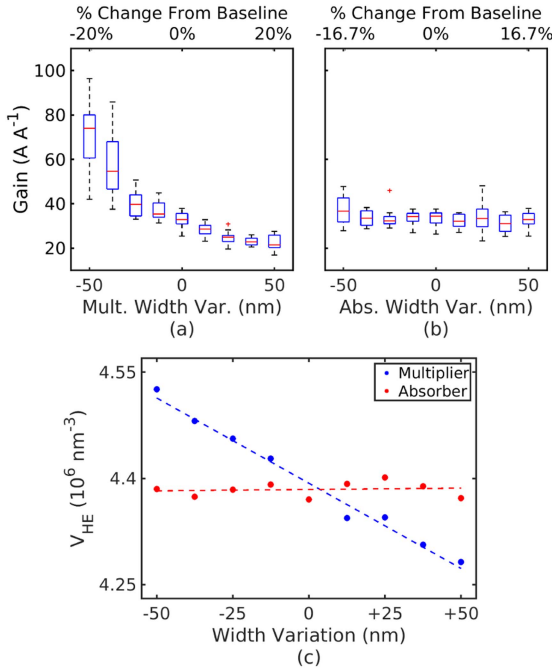 % Change From Baseline
% Change From Baseline
-20% 0% 20%
-16.7% 0% 16.7%
Gain (A A⁻¹)
100
80
60
40
20
-50 0 50
-50 0 50
Mult. Width Var. (nm)
Abs. Width Var. (nm)
(a)
(b)
V_HE (10⁶ nm⁻³)
4.55
4.4
4.25
Multiplier
Absorber
-50 -25 0 +25 +50
Width Variation (nm)
(c)